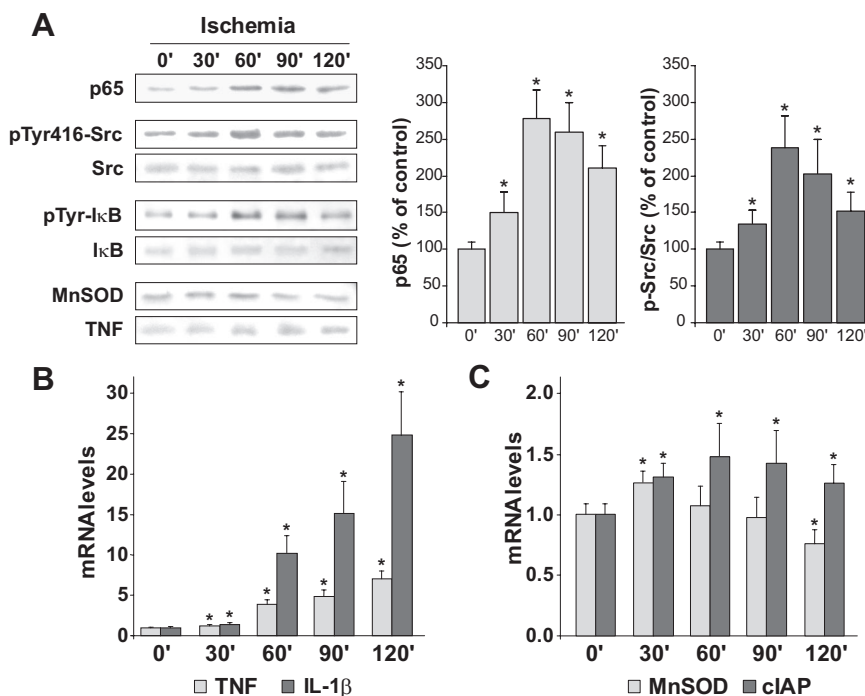 A
Ischemia
0' 30' 60' 90' 120'
p65
pTyr416-Src
Src
pTyr-IκB
IκB
MnSOD
TNF
p65 (% of control)
350
300
250
200
150
100
50
0
* * * *
0' 30' 60' 90' 120'
p-Src/Src (% of control)
350
300
250
200
150
100
50
0
* * * *
0' 30' 60' 90' 120'
B
mRNAlevels
30
25
20
15
10
5
0
* * * * * * * *
0' 30' 60' 90' 120'
TNF IL-1β
C
mRNAlevels
2.0
1.5
1.0
0.5
0.0
* * * * * *
0' 30' 60' 90' 120'
MnSOD cIAP